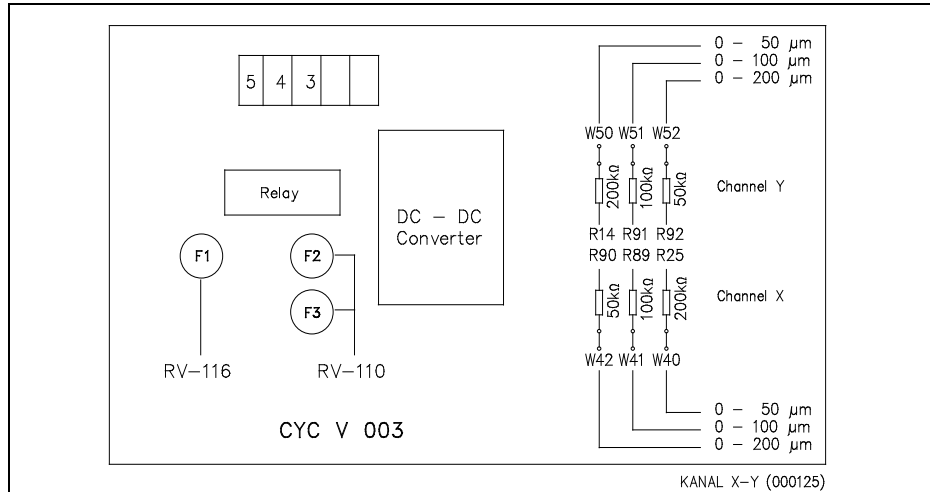 0 – 50 µm
0 – 100 µm
0 – 200 µm
5 4 3
W50 W51 W52
200kΩ 100kΩ 50kΩ
Channel Y
Relay
DC – DC
Converter
R14 R91 R92
R90 R89 R25
F1 F2
F3
50kΩ 100kΩ 200kΩ
Channel X
W42 W41 W40
RV–116 RV–110
0 – 50 µm
0 – 100 µm
0 – 200 µm
CYC V 003
KANAL X–Y (000125)